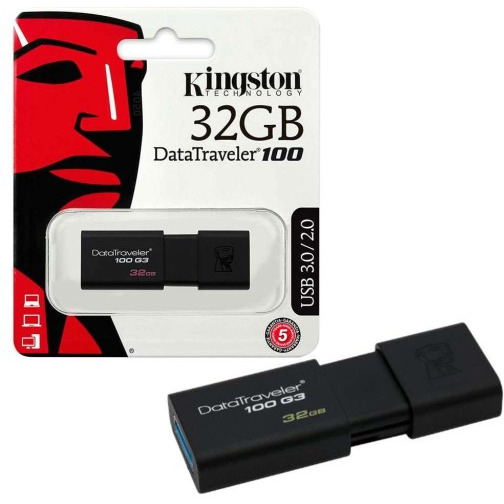 Kingston
TECHNOLOGY
32GB
DataTraveler® 100
DataTraveler
100 G3
32GB
USB 3.0 / 2.0
5
DataTraveler
100 G3
32GB